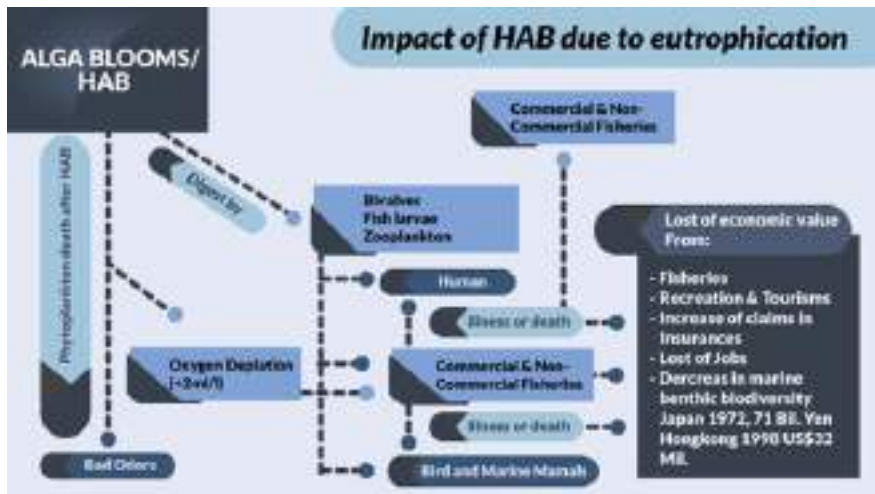 ALGA BLOOMS/
HAB
Impact of HAB due to eutrophication
Commercial & Non-
Commercial Fisheries
Phytoplankton death after HAB
Digest by
Bivalves
Fish larvae
Zooplankton
Human
Illness or death
Oxygen Depletion
(<2ml/l)
Commercial & Non-
Commercial Fisheries
Illness or death
Bad Odors
Bird and Marine Mamals
Lost of economic value
From:
- Fisheries
- Recreation & Tourisms
- Increase of claims in
Insurances
- Lost of Jobs
- Dercreas in marine
benthic biodiversity
Japan 1972, 71 Bil. Yen
Hongkong 1998 US$32
Mil.